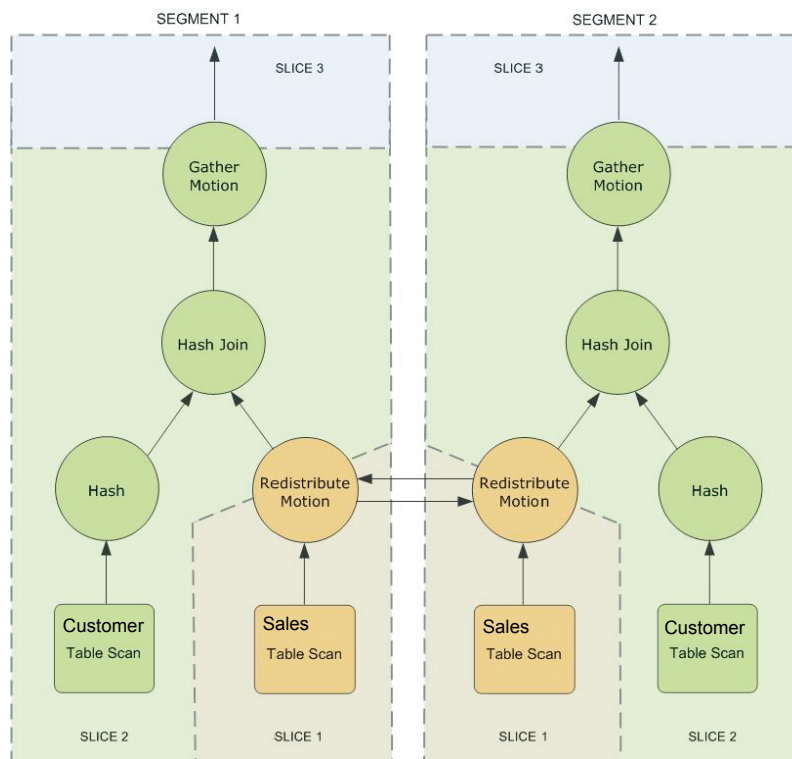 SEGMENT 1
SEGMENT 2
SLICE 3
SLICE 3
Gather
Motion
Gather
Motion
Hash Join
Hash Join
Hash
Redistribute
Motion
Redistribute
Motion
Hash
Customer
Table Scan
Sales
Table Scan
Sales
Table Scan
Customer
Table Scan
SLICE 2
SLICE 1
SLICE 1
SLICE 2